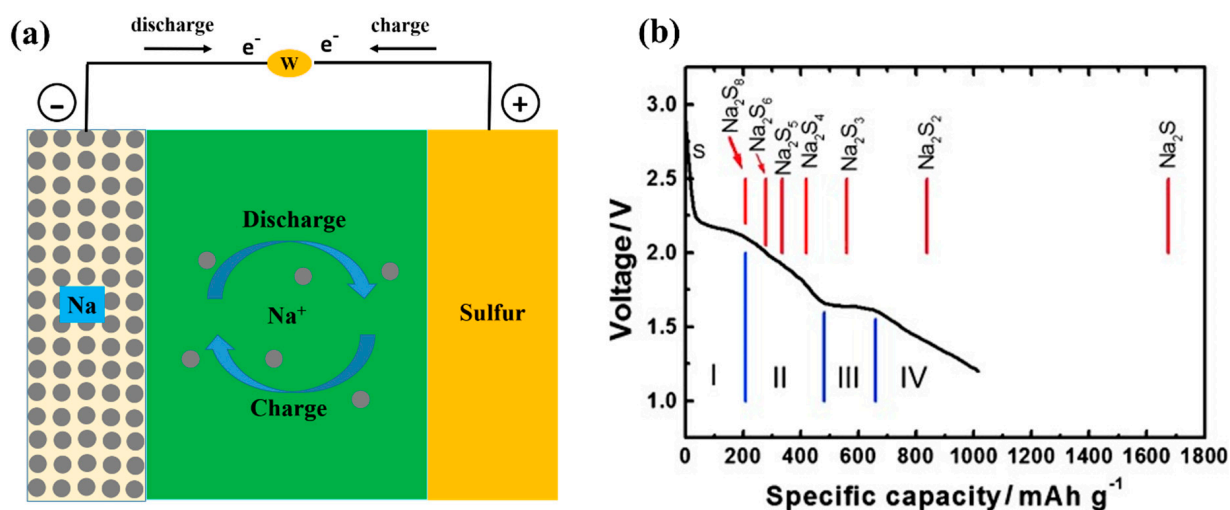 (a)
discharge
charge
e-
e-
W
−
+
Discharge
Na
Na⁺
Sulfur
Charge
(b)
Na₂S₈
Na₂S₆
Na₂S₅
Na₂S₄
Na₂S₃
Na₂S₂
Na₂S
S
3.0
2.5
2.0
1.5
1.0
Voltage/V
I
II
III
IV
0 200 400 600 800 1000 1200 1400 1600 1800
Specific capacity/mAh g⁻¹